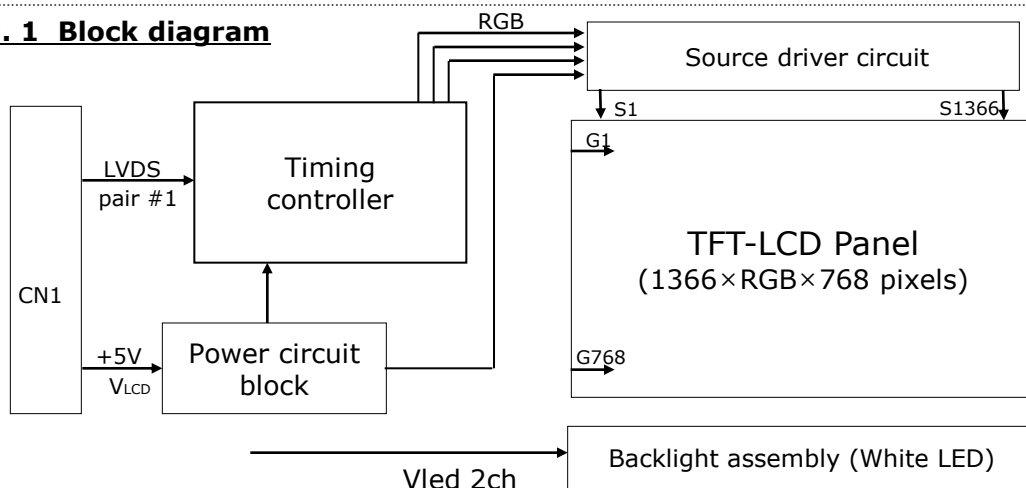 . 1 Block diagram
RGB
Source driver circuit
S1
S1366
G1
LVDS
pair #1
Timing
controller
TFT-LCD Panel
(1366×RGB×768 pixels)
CN1
+5V
VLCD
Power circuit
block
G768
Vled 2ch
Backlight assembly (White LED)